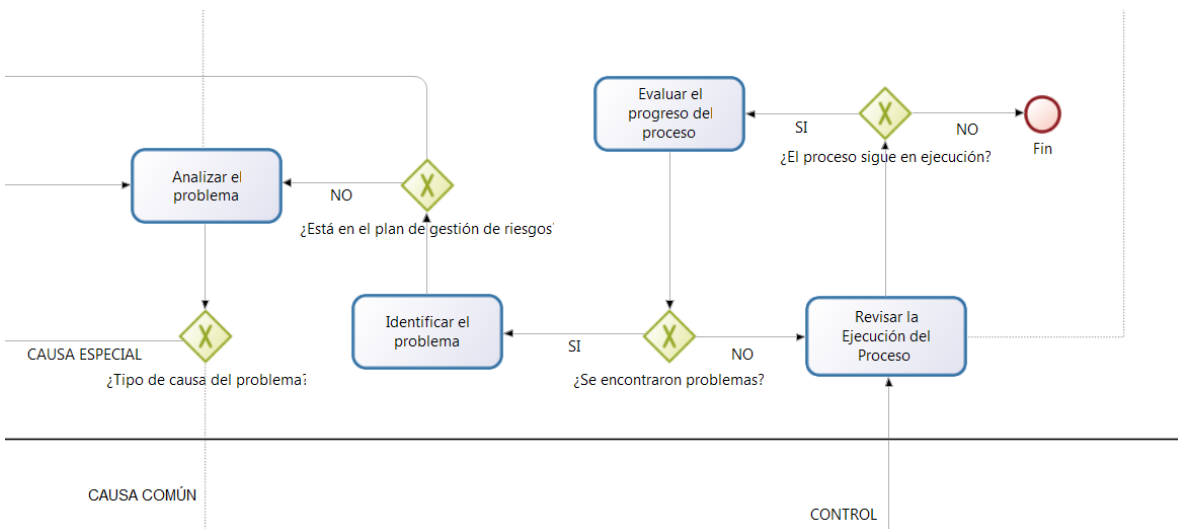 Evaluar el
progreso del
proceso
SI
NO
Fin
¿El proceso sigue en ejecución?
Analizar el
problema
NO
¿Está en el plan de gestión de riesgos
Identificar el
problema
Revisar la
Ejecución del
Proceso
SI
NO
CAUSA ESPECIAL
¿Tipo de causa del problema?
¿Se encontraron problemas?
CAUSA COMÚN
CONTROL